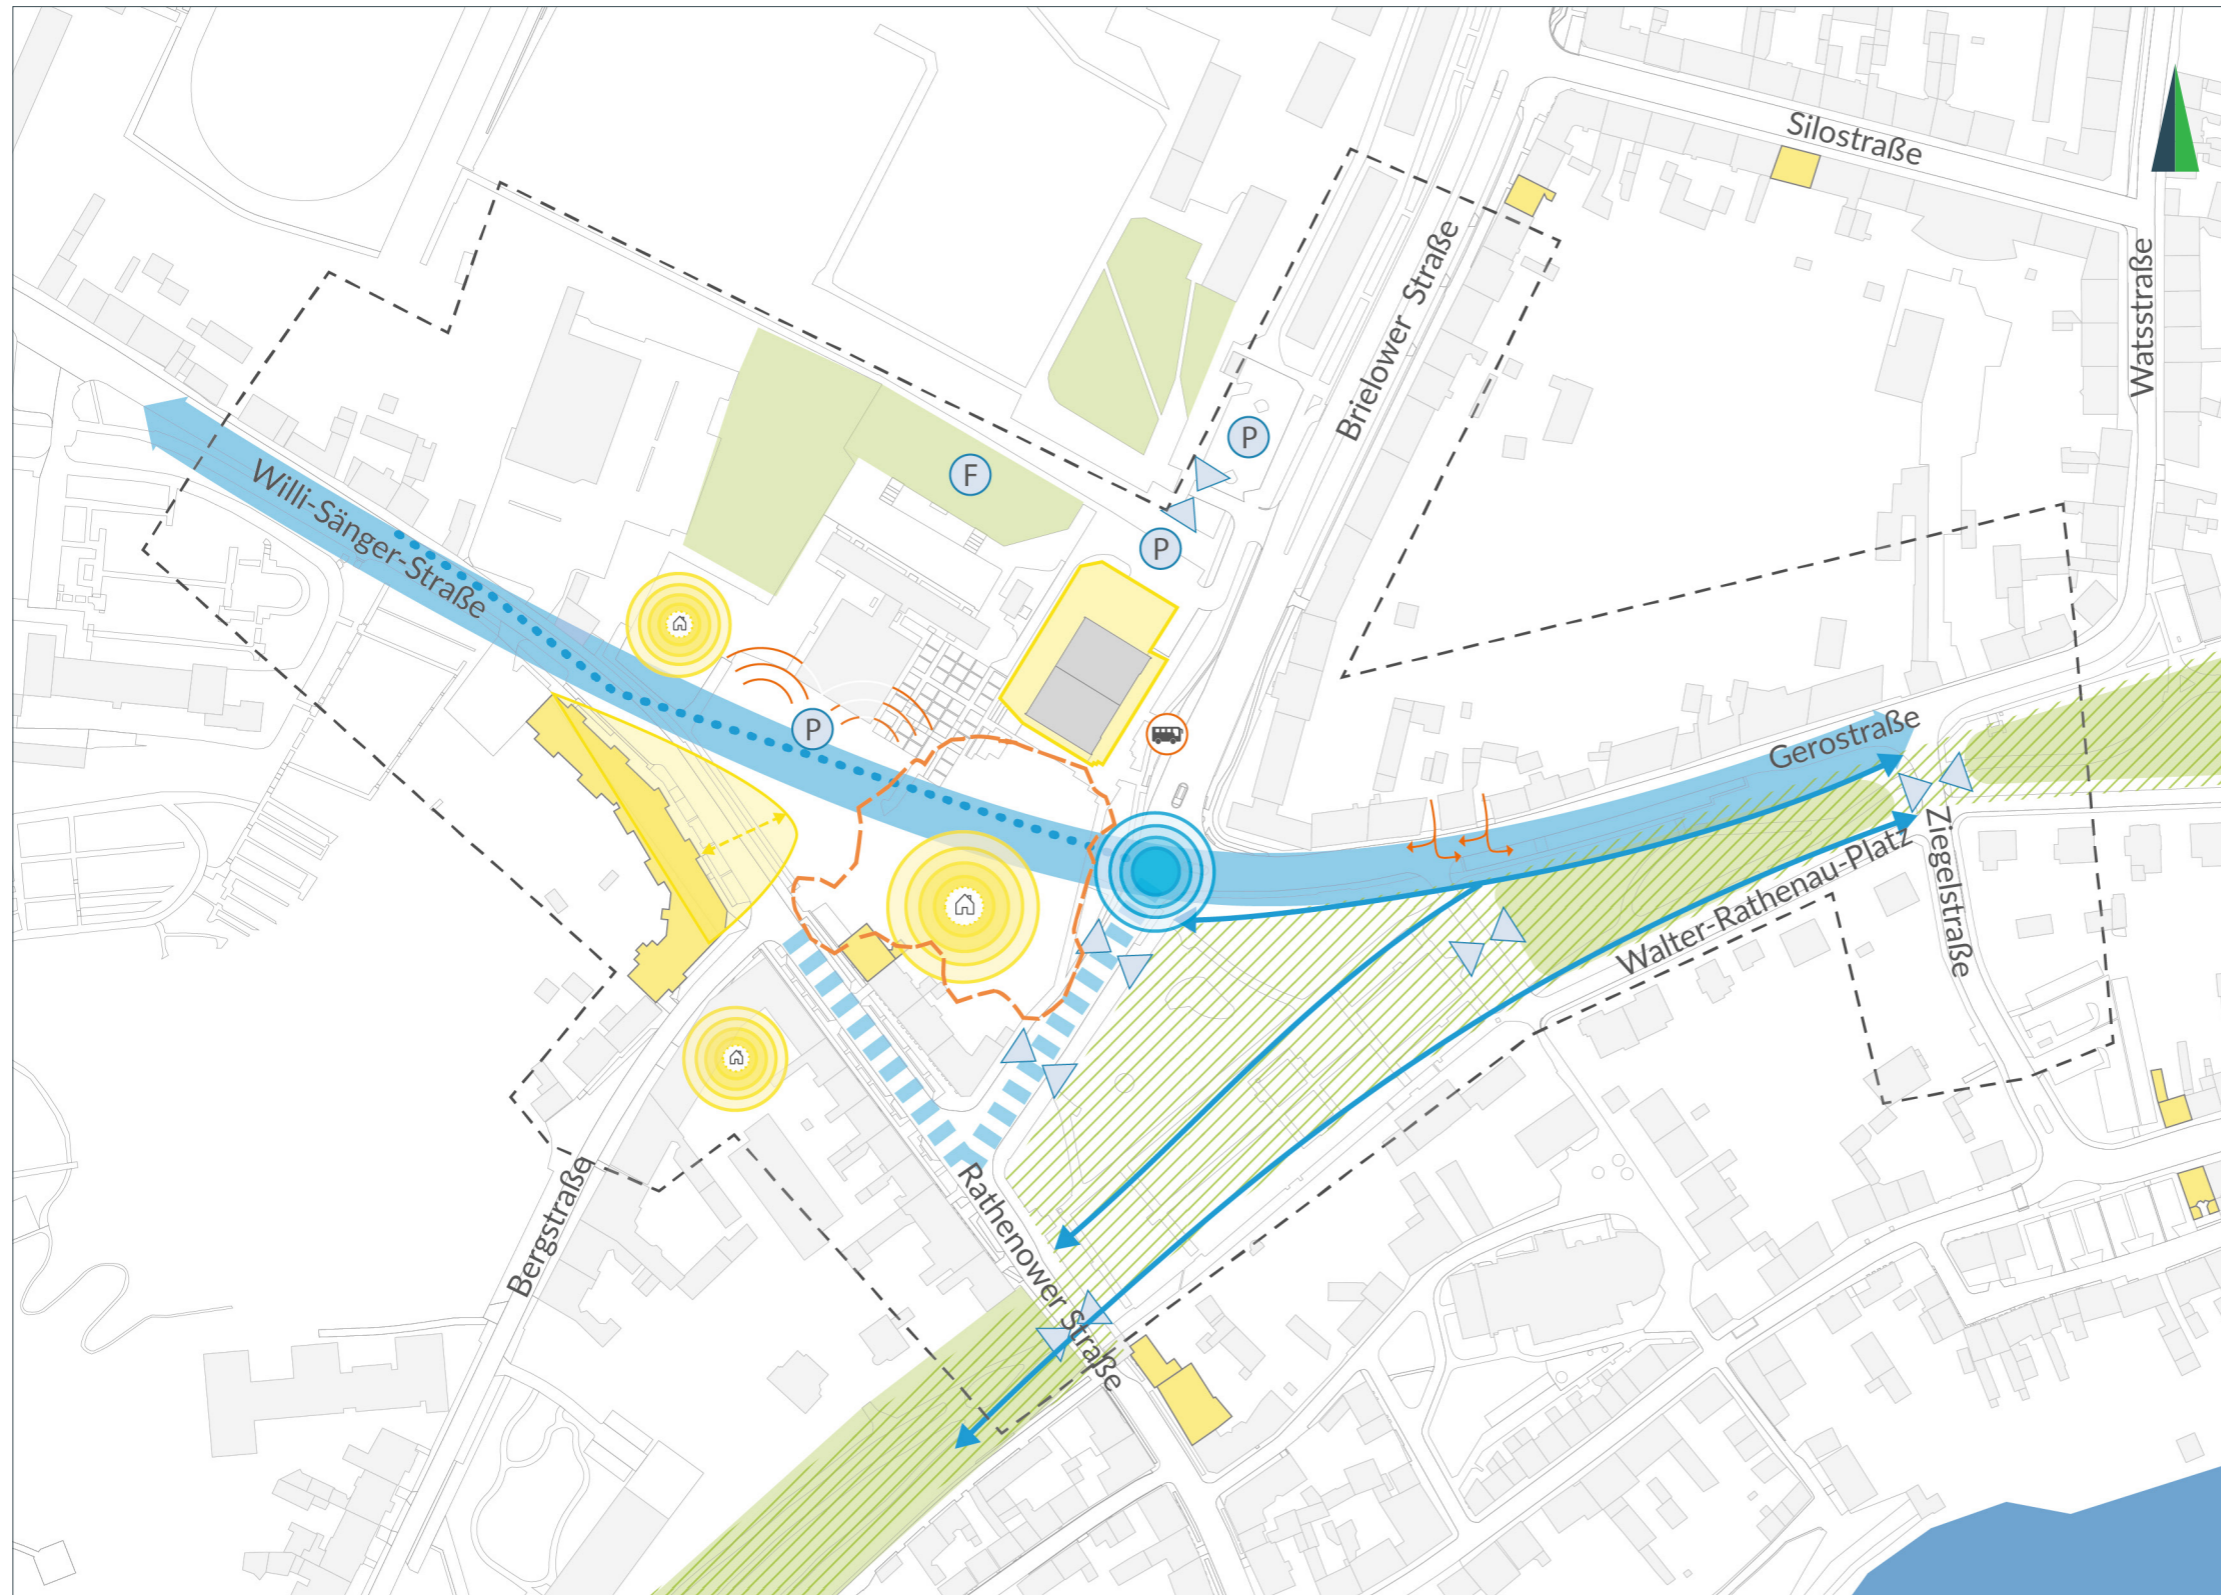 Silostraße
Watsstraße
Brielower Straße
P
F
P
Willi-Sänger-Straße
P
Gerostraße
Ziegelstraße
Walter-Rathenau-Platz
Rathenower Straße
Bergstraße